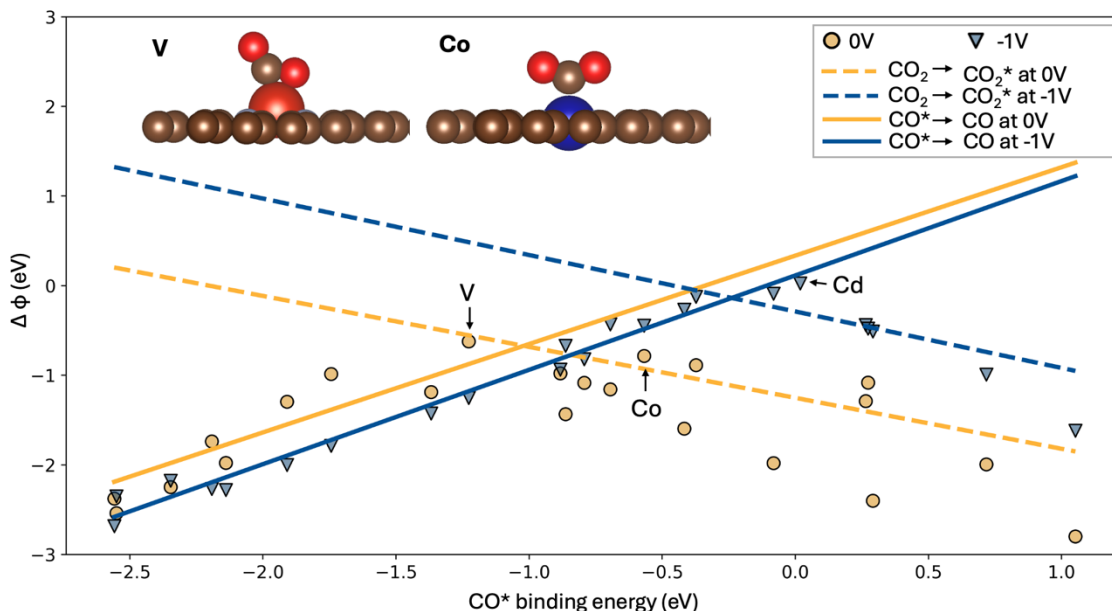 V
Co
0V
-1V
CO₂ → CO₂* at 0V
CO₂ → CO₂* at -1V
CO* → CO at 0V
CO* → CO at -1V
3
2
1
0
−1
−2
−3
Δ ϕ (eV)
V
Co
Cd
−2.5
−2.0
−1.5
−1.0
−0.5
0.0
0.5
1.0
CO* binding energy (eV)